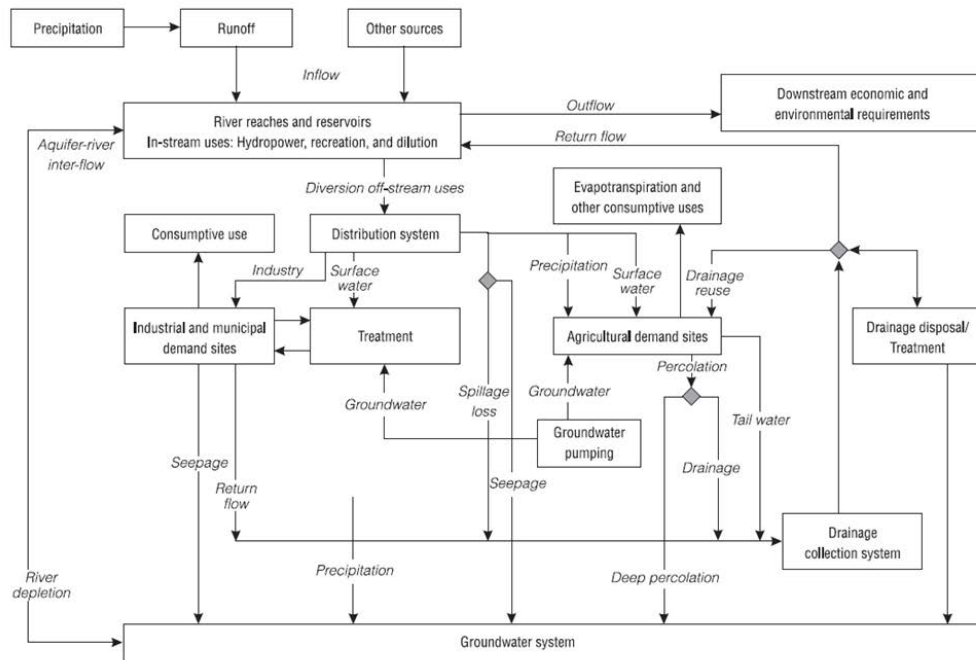 Precipitation
Runoff
Other sources
Inflow
Downstream economic and
environmental requirements
Outflow
River reaches and reservoirs
In-stream uses: Hydropower, recreation, and dilution
Return flow
Aquifer-river
inter-flow
Diversion off-stream uses
Evapotranspiration and
other consumptive uses
Consumptive use
Distribution system
Industry
Surface
water
Precipitation
Surface
water
Drainage
reuse
Industrial and municipal
demand sites
Treatment
Agricultural demand sites
Drainage disposal/
Treatment
Percolation
Groundwater
Spillage
loss
Groundwater
Tail water
Groundwater
pumping
Seepage
Return
flow
Seepage
Drainage
Drainage
collection system
River
depletion
Precipitation
Deep percolation
Groundwater system